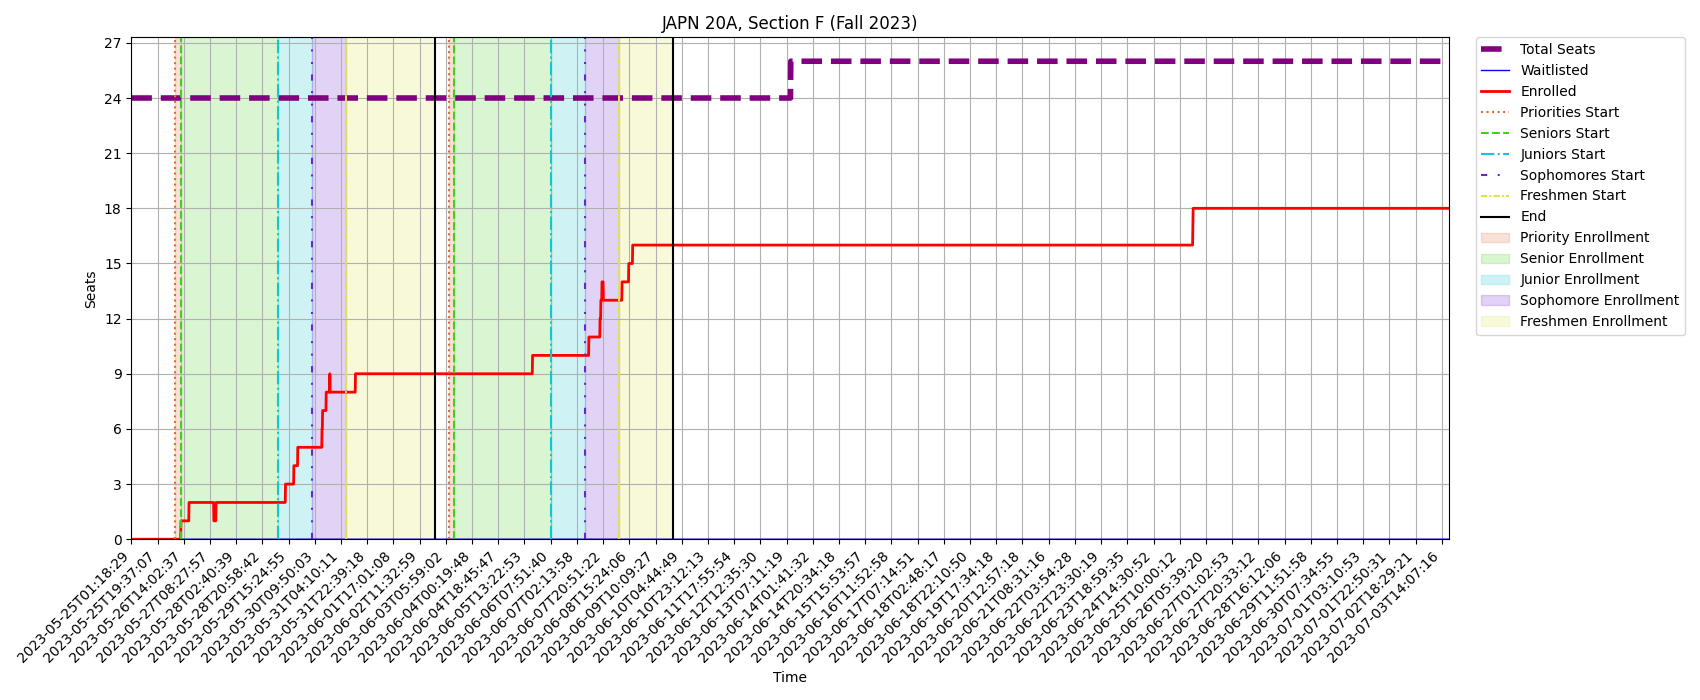 JAPN 20A, Section F (Fall 2023)
Seats
27
24
21
18
15
12
9
6
3
0
2023-05-25T01:18:29
2023-05-25T19:37:07
2023-05-26T14:02:37
2023-05-27T08:27:57
2023-05-28T02:40:39
2023-05-28T20:58:42
2023-05-29T15:24:55
2023-05-30T09:50:03
2023-05-31T04:10:11
2023-05-31T22:39:18
2023-06-01T17:01:08
2023-06-02T11:32:59
2023-06-03T05:59:02
2023-06-04T00:19:48
2023-06-04T18:45:47
2023-06-05T13:22:53
2023-06-06T07:51:40
2023-06-07T02:13:58
2023-06-07T20:51:22
2023-06-08T15:24:06
2023-06-09T10:09:27
2023-06-10T04:44:49
2023-06-10T23:12:13
2023-06-11T17:55:54
2023-06-12T12:35:30
2023-06-13T07:11:19
2023-06-14T01:41:32
2023-06-14T20:34:18
2023-06-15T15:53:57
2023-06-16T11:52:58
2023-06-17T07:14:51
2023-06-18T02:48:17
2023-06-18T22:10:50
2023-06-19T17:34:18
2023-06-20T12:57:18
2023-06-21T08:31:16
2023-06-22T03:54:28
2023-06-22T23:30:19
2023-06-23T18:59:35
2023-06-24T14:30:52
2023-06-25T10:00:12
2023-06-26T05:39:20
2023-06-27T01:02:53
2023-06-27T20:33:12
2023-06-28T16:12:06
2023-06-29T11:51:58
2023-06-30T07:34:55
2023-07-01T03:10:53
2023-07-01T22:50:31
2023-07-02T18:29:21
2023-07-03T14:07:16
Time
Total Seats
Waitlisted
Enrolled
Priorities Start
Seniors Start
Juniors Start
Sophomores Start
Freshmen Start
End
Priority Enrollment
Senior Enrollment
Junior Enrollment
Sophomore Enrollment
Freshmen Enrollment